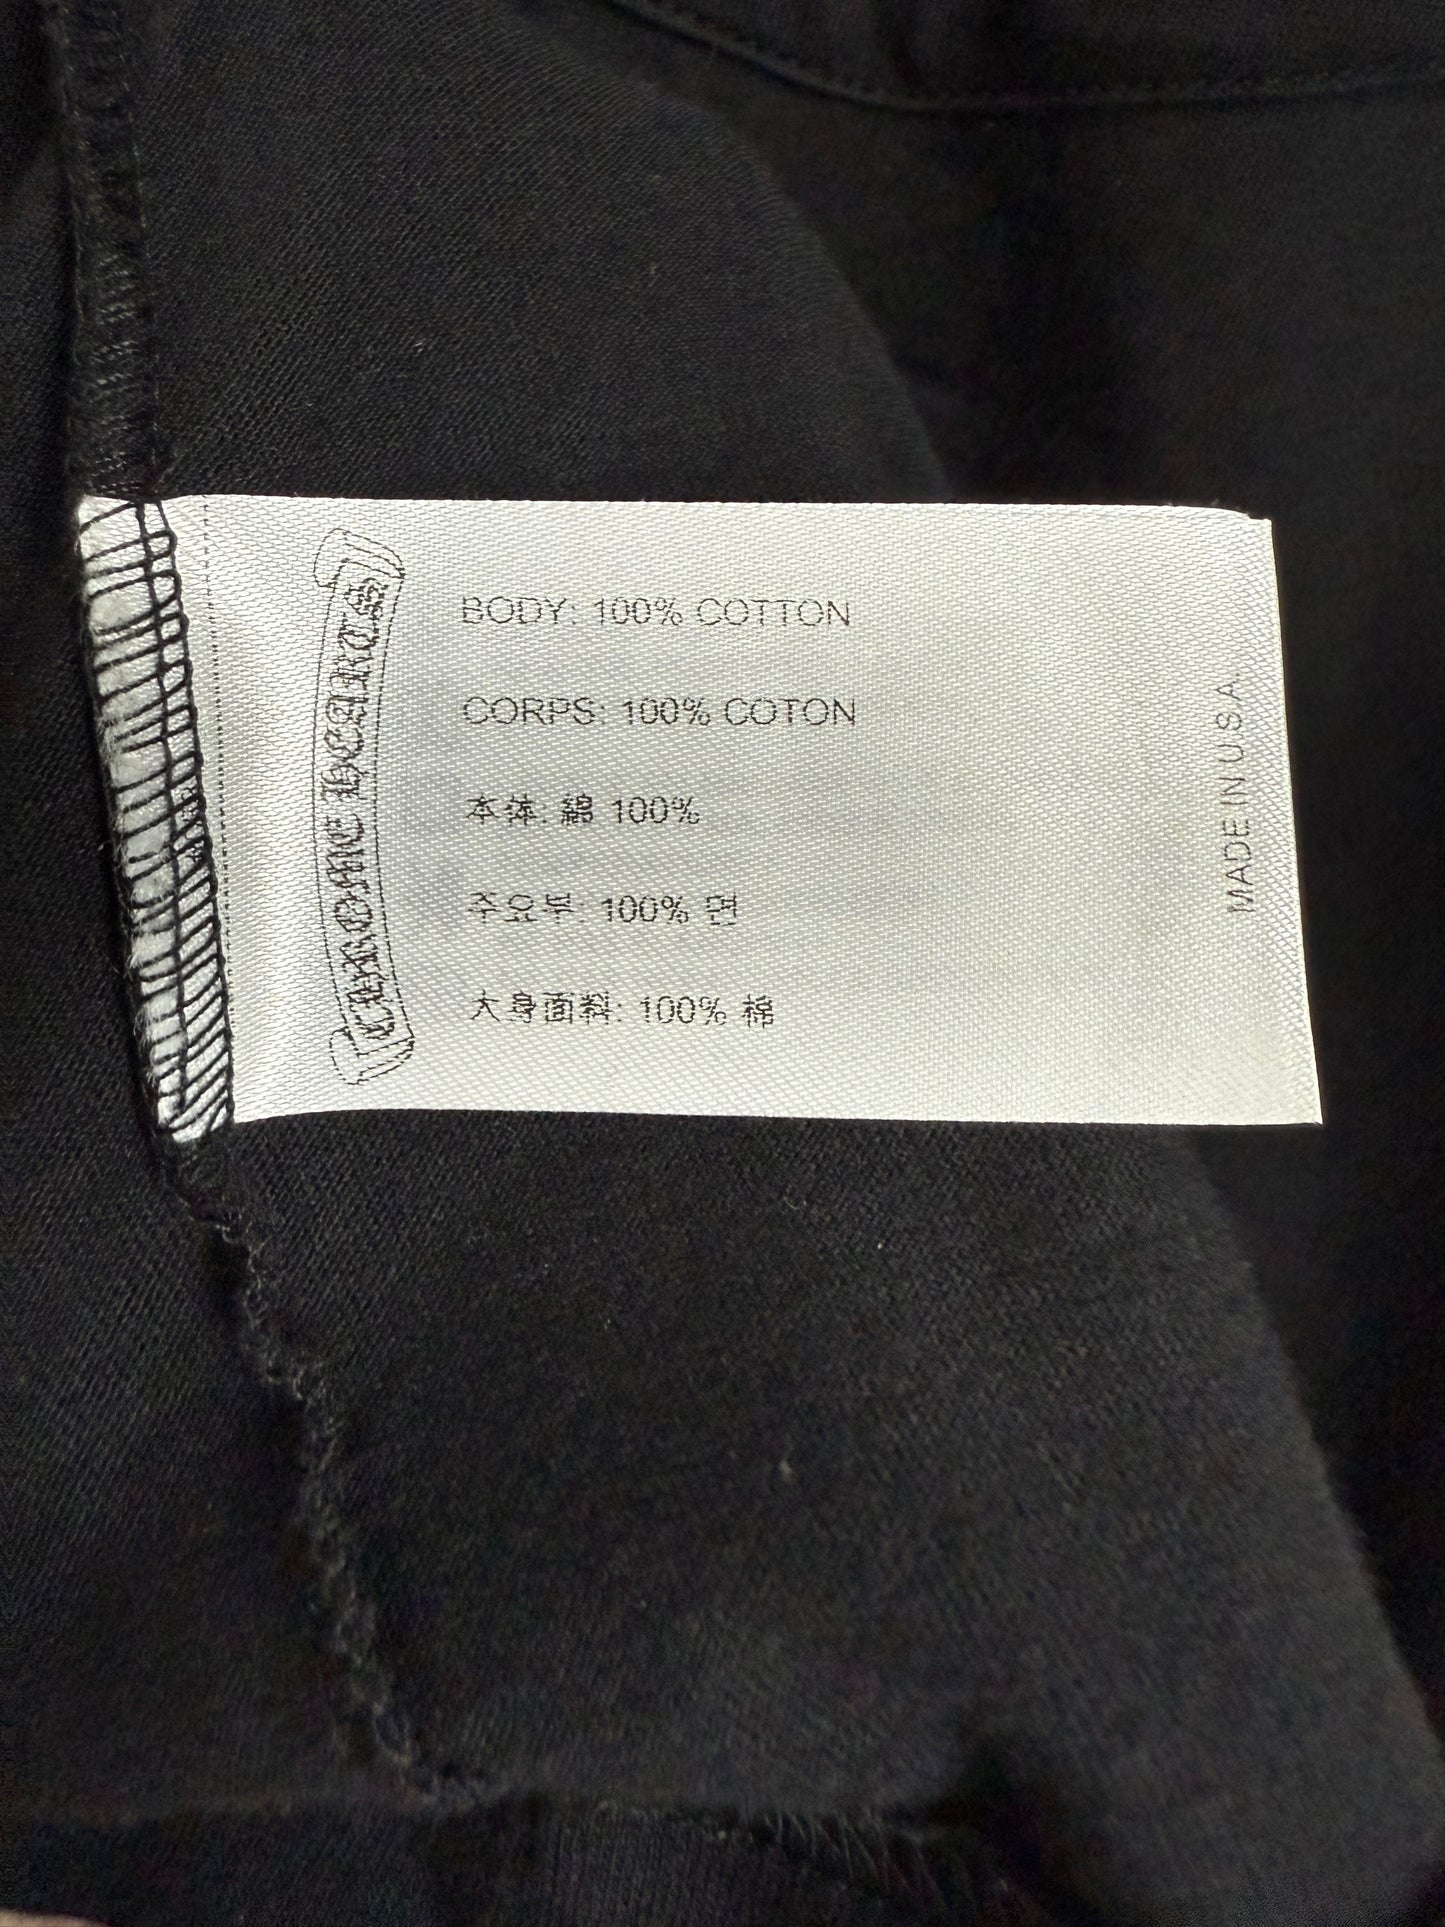 CHROME HEARTS
BODY: 100% COTTON
CORPS: 100% COTON
本体: 綿 100%
주요부: 100% 면
大身面料: 100% 棉
MADE IN U.S.A.